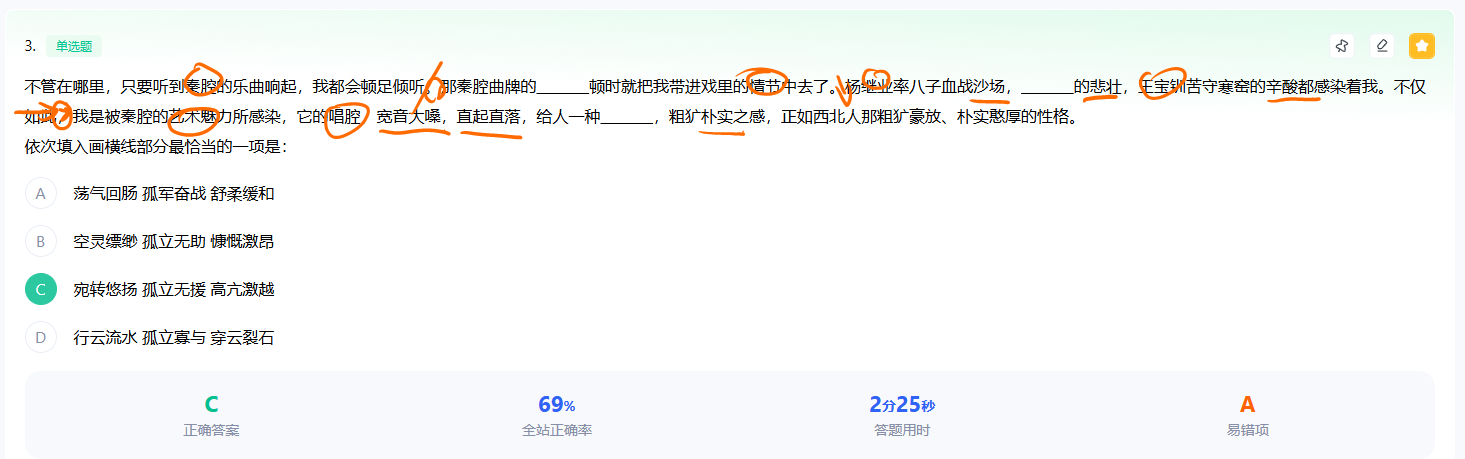 3. 单选题
不管在哪里，只要听到秦腔的乐曲响起，我都会顿足倾听。那秦腔曲牌的______顿时就把我带进戏里的情节中去了。杨继业率八子血战沙场，______的悲壮，王宝钏苦守寒窑的辛酸都感染着我。不仅
如此，我是被秦腔的艺术魅力所感染，它的唱腔，宽音大嗓，直起直落，给人一种______，粗犷朴实之感，正如西北人那粗犷豪放、朴实憨厚的性格。
依次填入画横线部分最恰当的一项是：
A 荡气回肠 孤军奋战 舒柔缓和
B 空灵缥缈 孤立无助 慷慨激昂
C 宛转悠扬 孤立无援 高亢激越
D 行云流水 孤立寡与 穿云裂石
C 69% 2分25秒 A
正确答案 全站正确率 答题用时 易错项